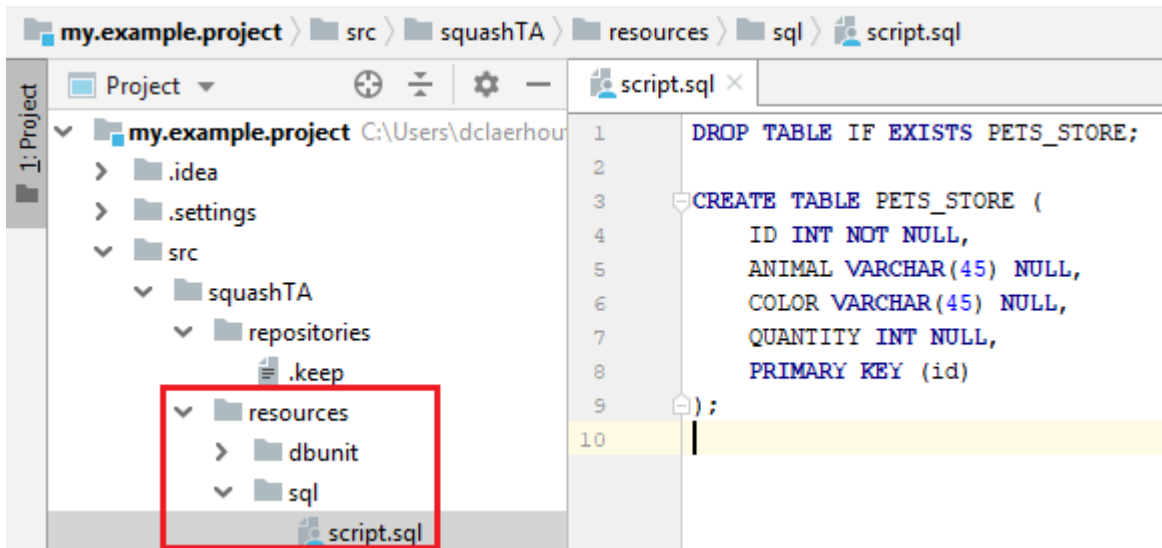 my.example.project src squashTA resources sql script.sql
1: Project
Project
my.example.project C:\Users\dclaerhou
.idea
.settings
src
squashTA
repositories
.keep
resources
dbunit
sql
script.sql
script.sql
1 DROP TABLE IF EXISTS PETS_STORE;
2
3 CREATE TABLE PETS_STORE (
4 ID INT NOT NULL,
5 ANIMAL VARCHAR(45) NULL,
6 COLOR VARCHAR(45) NULL,
7 QUANTITY INT NULL,
8 PRIMARY KEY (id)
9 );
10